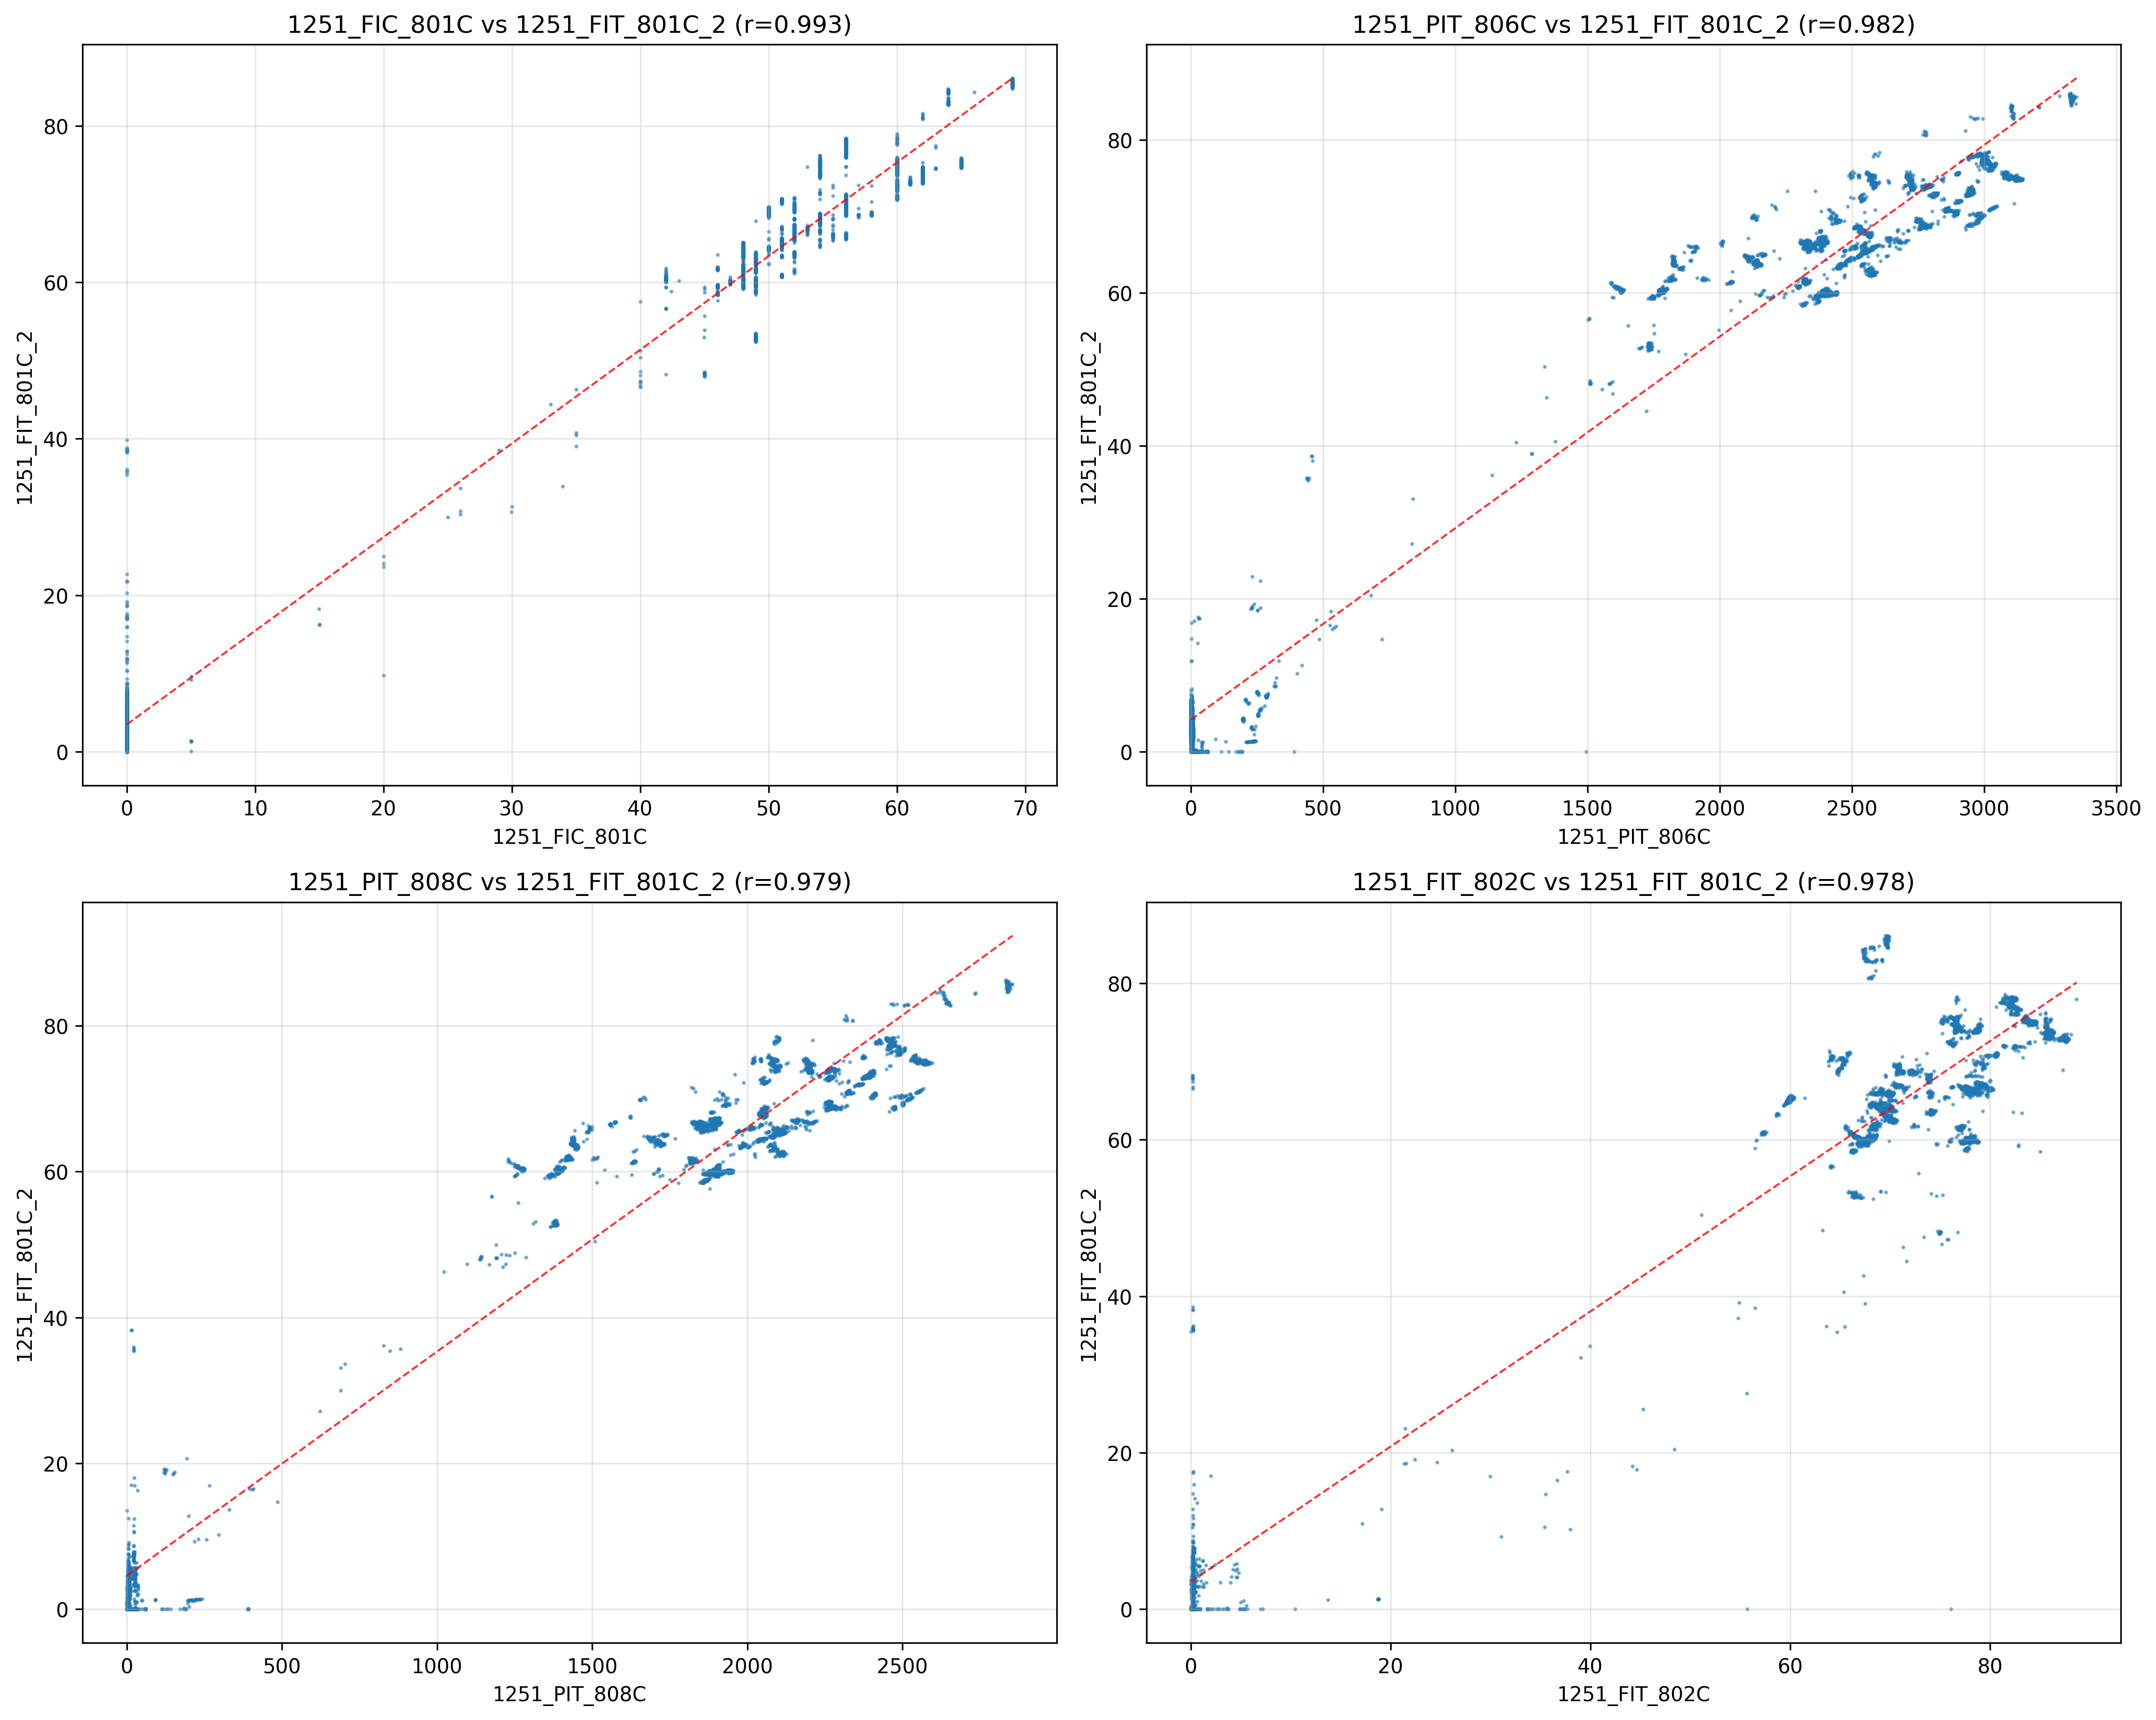 1251_FIC_801C vs 1251_FIT_801C_2 (r=0.993)
1251_FIT_801C_2
80
60
40
20
0
0 10 20 30 40 50 60 70
1251_FIC_801C
1251_PIT_806C vs 1251_FIT_801C_2 (r=0.982)
1251_FIT_801C_2
80
60
40
20
0
0 500 1000 1500 2000 2500 3000 3500
1251_PIT_806C
1251_PIT_808C vs 1251_FIT_801C_2 (r=0.979)
1251_FIT_801C_2
80
60
40
20
0
0 500 1000 1500 2000 2500
1251_PIT_808C
1251_FIT_802C vs 1251_FIT_801C_2 (r=0.978)
1251_FIT_801C_2
80
60
40
20
0
0 20 40 60 80
1251_FIT_802C